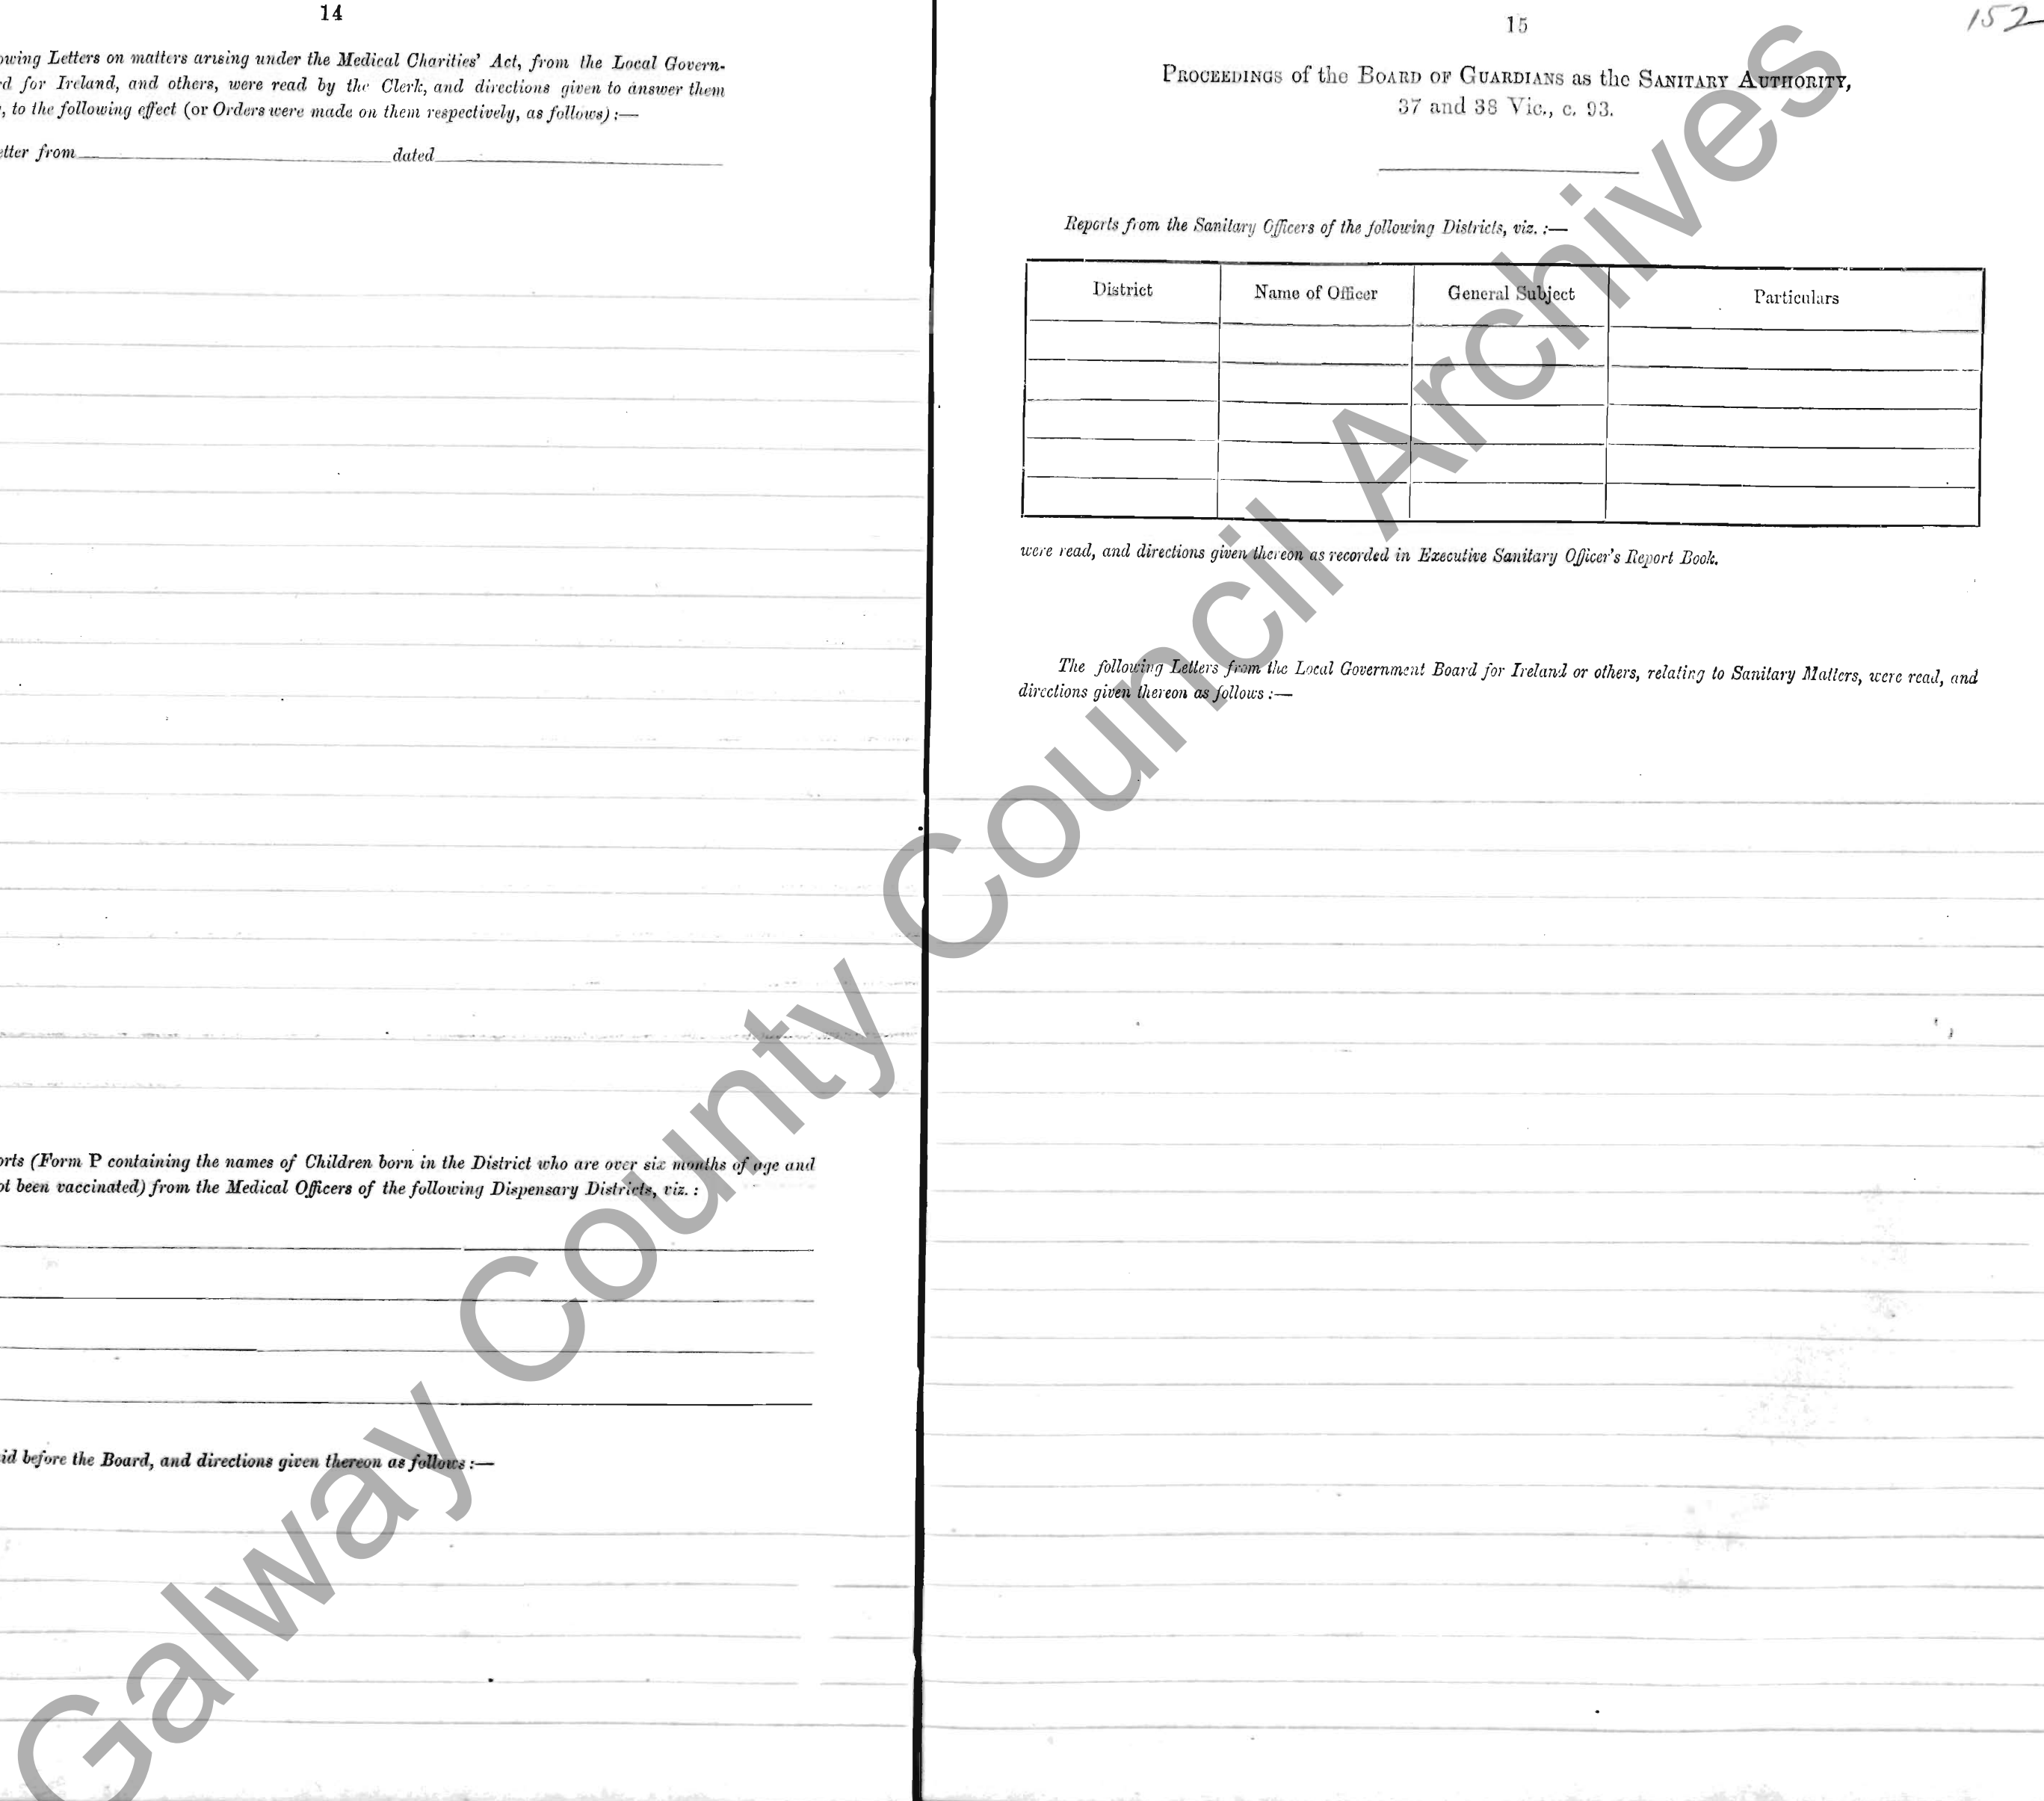 14
owing Letters on matters arising under the Medical Charities' Act, from the Local Govern-
d for Ireland, and others, were read by the Clerk, and directions given to answer them
, to the following effect (or Orders were made on them respectively, as follows) :—
etter from dated
orts (Form P containing the names of Children born in the District who are over six months of age and
ot been vaccinated) from the Medical Officers of the following Dispensary Districts, viz. :
id before the Board, and directions given thereon as follows :—
15
152
PROCEEDINGS of the BOARD OF GUARDIANS as the SANITARY AUTHORITY,
37 and 38 Vic., c. 93.
Reports from the Sanitary Officers of the following Districts, viz. :—
District Name of Officer General Subject Particulars
were read, and directions given thereon as recorded in Executive Sanitary Officer's Report Book.
The following Letters from the Local Government Board for Ireland or others, relating to Sanitary Matters, were read, and
directions given thereon as follows :—
Galway County Council Archives